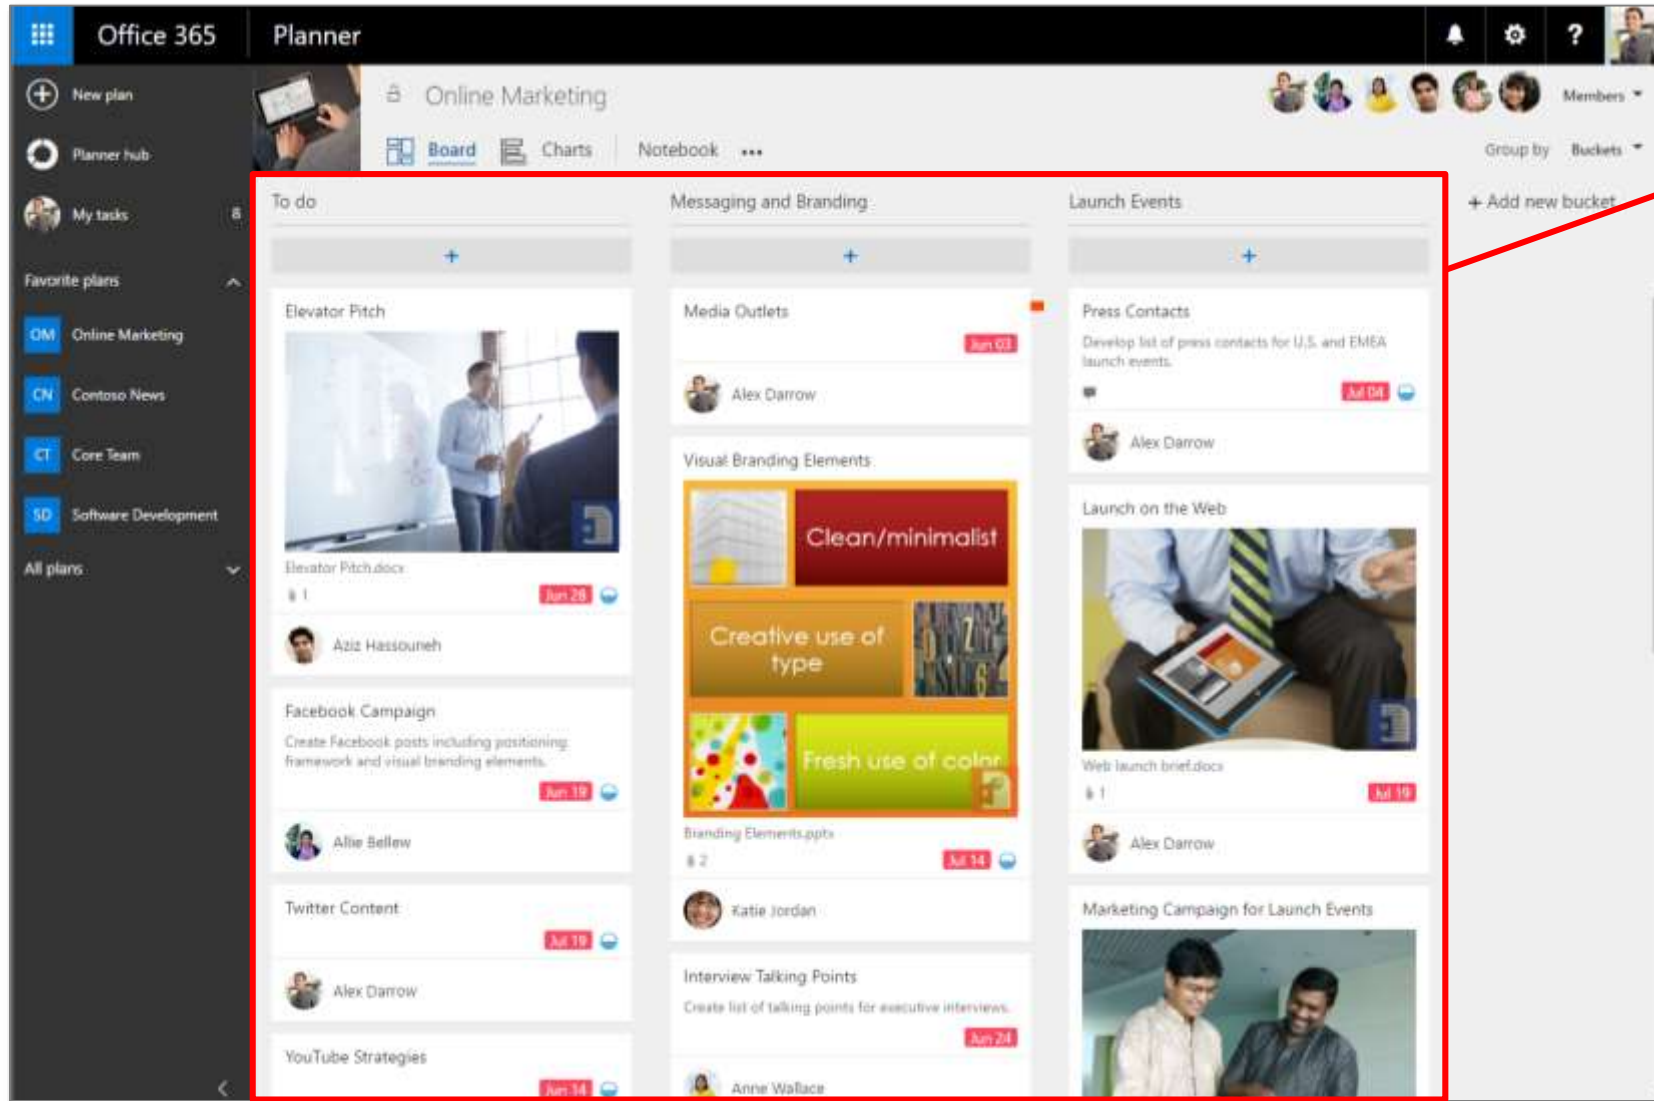 Office 365
Planner
?
New plan
Planner hub
My tasks
Favorite plans
OM Online Marketing
CN Contoso News
CT Core Team
SD Software Development
All plans
Online Marketing
Members
Board
Charts
Notebook
Group by Buckets
To do
+
Elevator Pitch
Elevator Pitch.docx
1
Jun 28
Aziz Hassouneh
Facebook Campaign
Create Facebook posts including positioning
framework and visual branding elements.
Jun 19
Allie Bellew
Twitter Content
Jul 19
Alex Darrow
YouTube Strategies
Jun 14
Messaging and Branding
+
Media Outlets
Jun 03
Alex Darrow
Visual Branding Elements
Clean/minimalist
Creative use of
type
Fresh use of color
Branding Elements.pptx
2
Jul 14
Katie Jordan
Interview Talking Points
Create list of talking points for executive interviews.
Jun 24
Anne Wallace
Launch Events
+
Press Contacts
Develop list of press contacts for U.S. and EMEA
launch events.
Jul 04
Alex Darrow
Launch on the Web
Web launch brief.docx
1
Jul 19
Alex Darrow
Marketing Campaign for Launch Events
+ Add new bucket